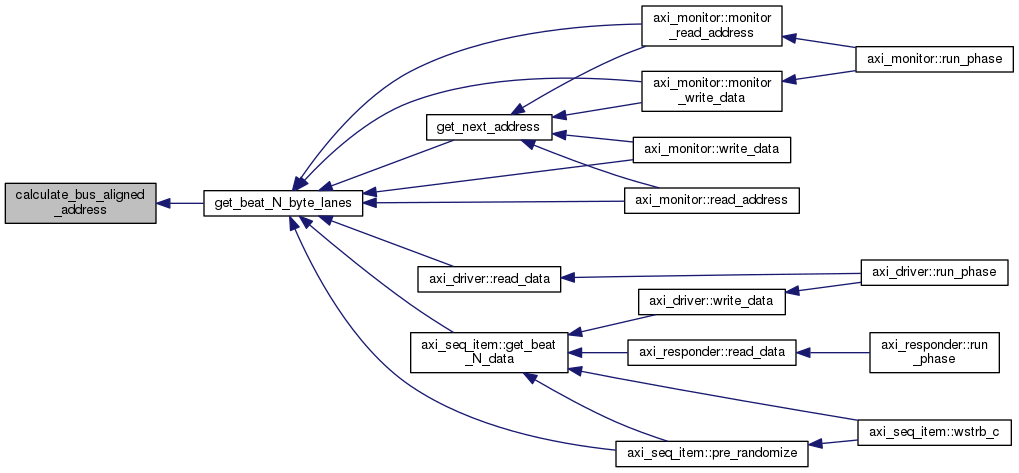 calculate_bus_aligned
_address
get_beat_N_byte_lanes
get_next_address
axi_monitor::monitor
_read_address
axi_monitor::monitor
_write_data
axi_monitor::run_phase
axi_monitor::write_data
axi_monitor::read_address
axi_driver::read_data
axi_driver::run_phase
axi_driver::write_data
axi_seq_item::get_beat
_N_data
axi_responder::read_data
axi_responder::run
_phase
axi_seq_item::wstrb_c
axi_seq_item::pre_randomize